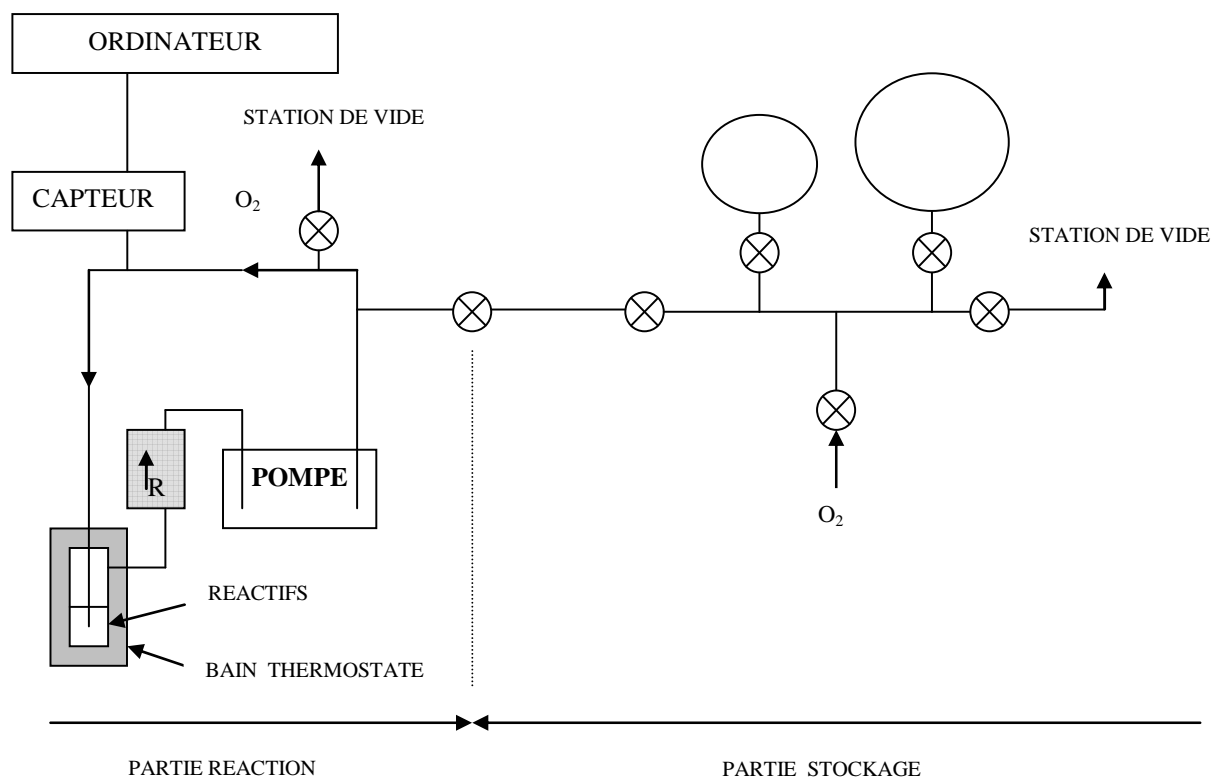 ORDINATEUR
STATION DE VIDE
CAPTEUR
O₂
STATION DE VIDE
POMPE
R
O₂
REACTIFS
BAIN THERMOSTATE
PARTIE REACTION
PARTIE STOCKAGE